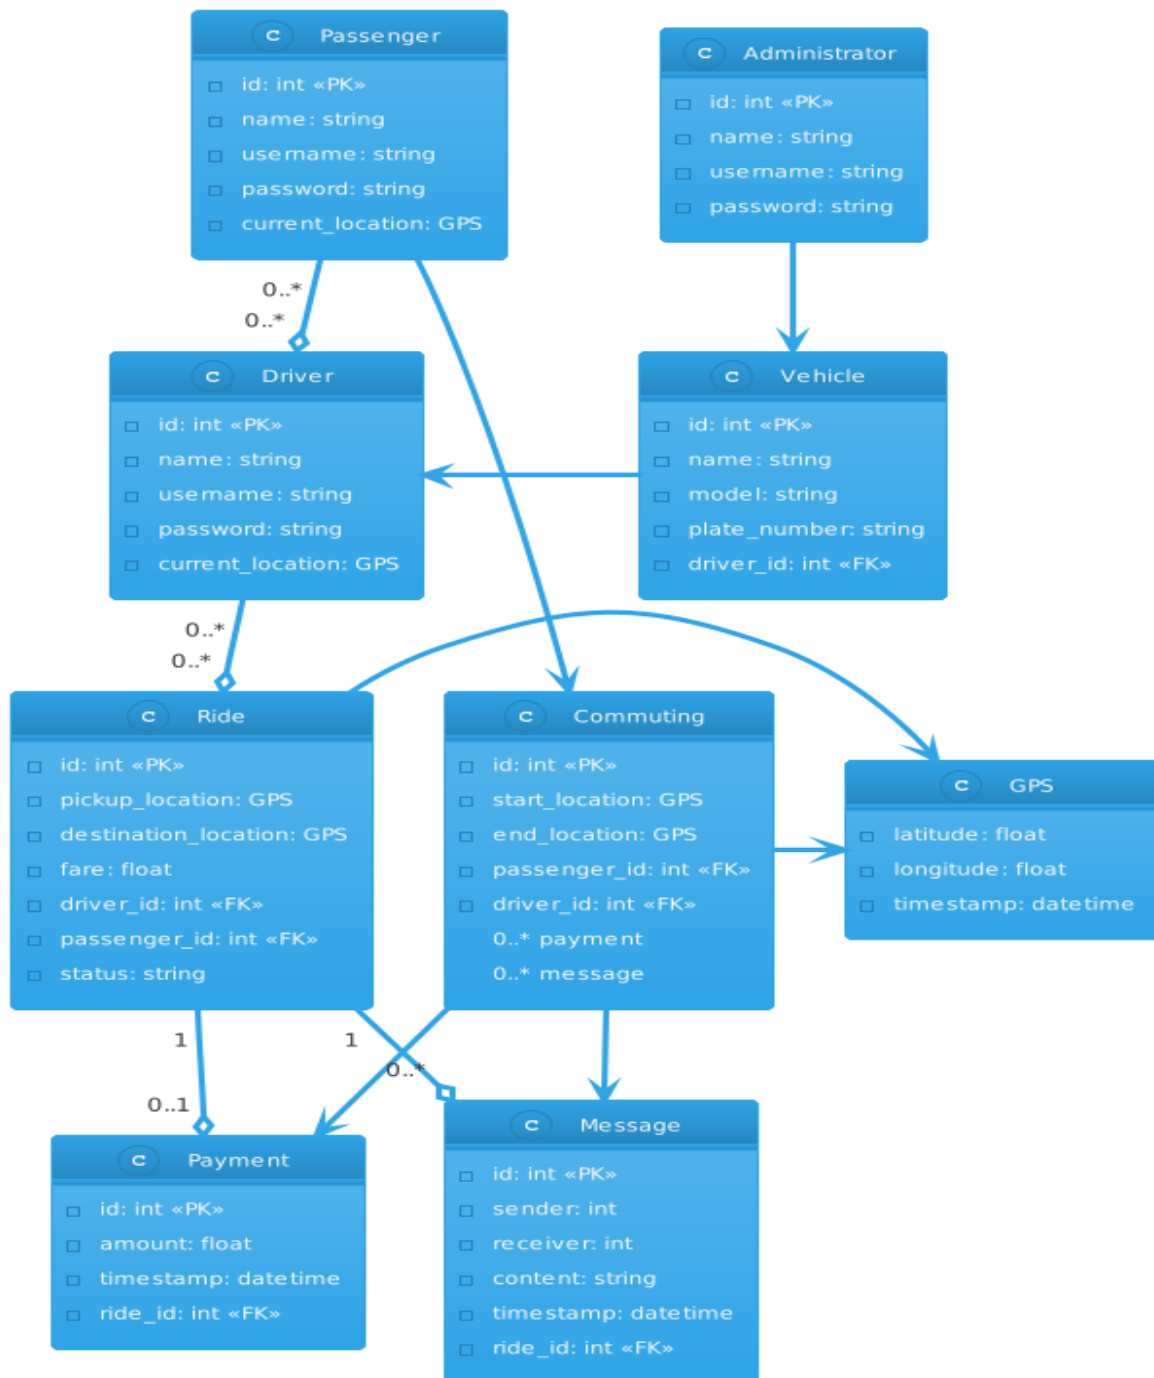 C Passenger
id: int «PK»
name: string
username: string
password: string
current_location: GPS
C Administrator
id: int «PK»
name: string
username: string
password: string
0..*
0..*
C Driver
id: int «PK»
name: string
username: string
password: string
current_location: GPS
C Vehicle
id: int «PK»
name: string
model: string
plate_number: string
driver_id: int «FK»
0..*
0..*
C Ride
id: int «PK»
pickup_location: GPS
destination_location: GPS
fare: float
driver_id: int «FK»
passenger_id: int «FK»
status: string
C Commuting
id: int «PK»
start_location: GPS
end_location: GPS
passenger_id: int «FK»
driver_id: int «FK»
0..* payment
0..* message
C GPS
latitude: float
longitude: float
timestamp: datetime
1
0..1
1
0..*
C Payment
id: int «PK»
amount: float
timestamp: datetime
ride_id: int «FK»
C Message
id: int «PK»
sender: int
receiver: int
content: string
timestamp: datetime
ride_id: int «FK»